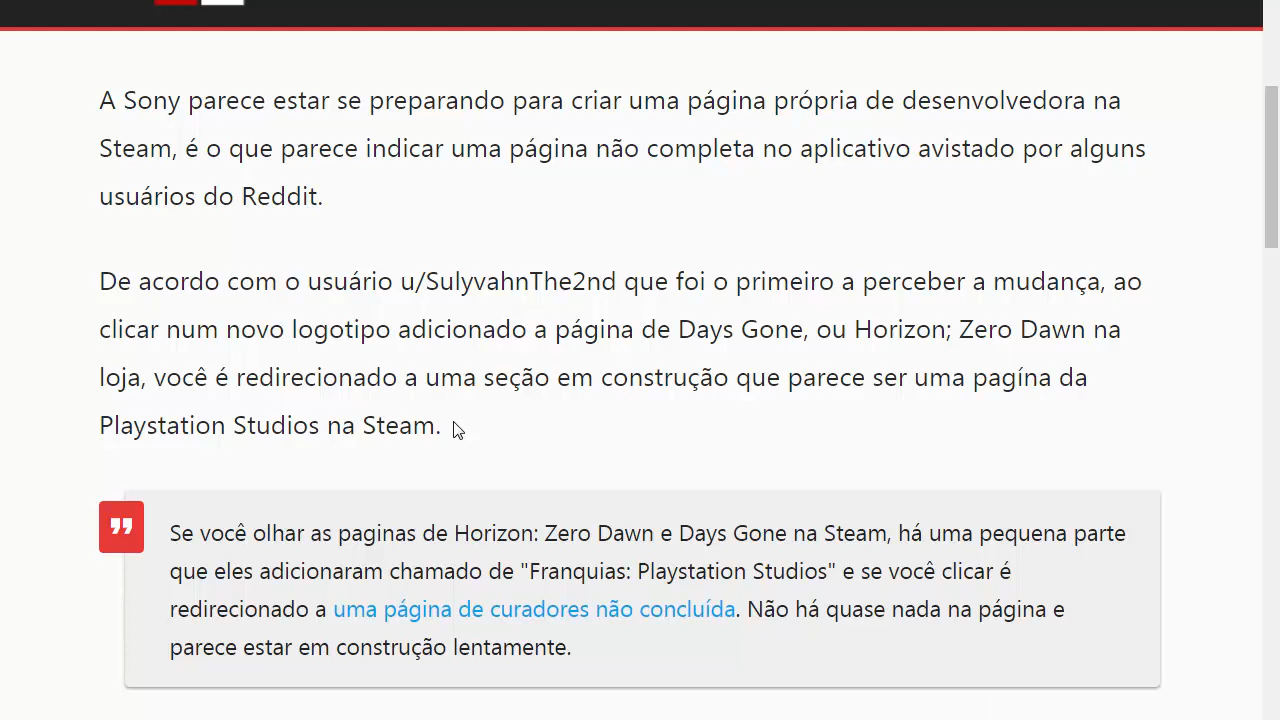 A Sony parece estar se preparando para criar uma página própria de desenvolvedora na
Steam, é o que parece indicar uma página não completa no aplicativo avistado por alguns
usuários do Reddit.
De acordo com o usuário u/SulyvahnThe2nd que foi o primeiro a perceber a mudança, ao
clicar num novo logotipo adicionado a página de Days Gone, ou Horizon; Zero Dawn na
loja, você é redirecionado a uma seção em construção que parece ser uma pagína da
Playstation Studios na Steam.
Se você olhar as paginas de Horizon: Zero Dawn e Days Gone na Steam, há uma pequena parte
que eles adicionaram chamado de "Franquias: Playstation Studios" e se você clicar é
redirecionado a uma página de curadores não concluída. Não há quase nada na página e
parece estar em construção lentamente.